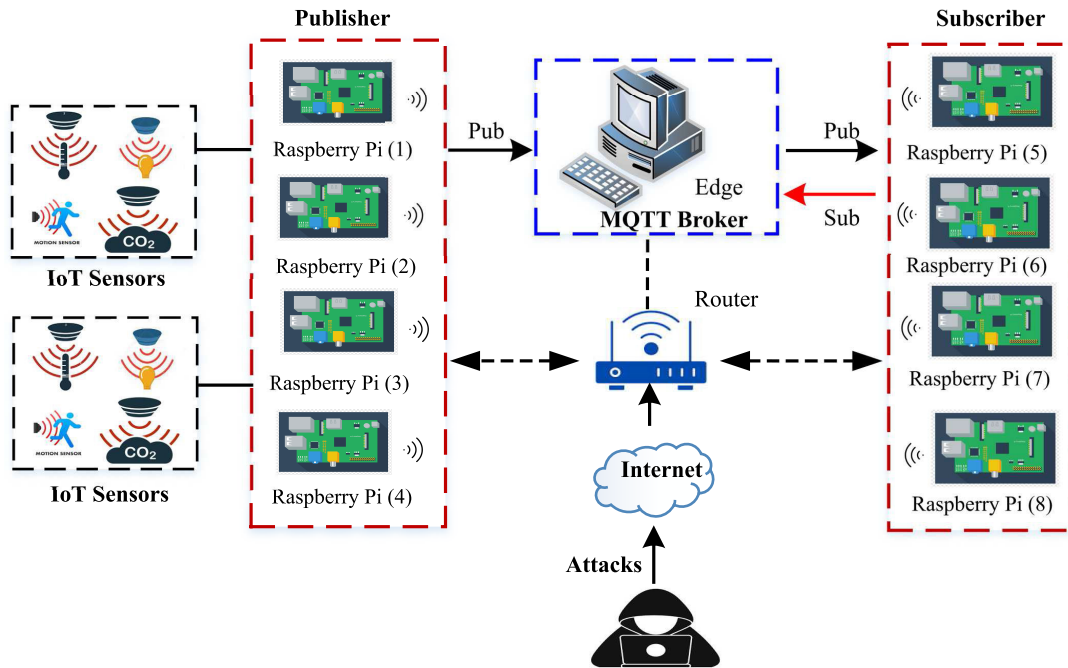 Publisher
Subscriber
Raspberry Pi (1)
Raspberry Pi (2)
Raspberry Pi (3)
Raspberry Pi (4)
MOTION SENSOR
CO2
IoT Sensors
MOTION SENSOR
CO2
IoT Sensors
Pub
Edge
MQTT Broker
Pub
Sub
Router
Internet
Attacks
Raspberry Pi (5)
Raspberry Pi (6)
Raspberry Pi (7)
Raspberry Pi (8)